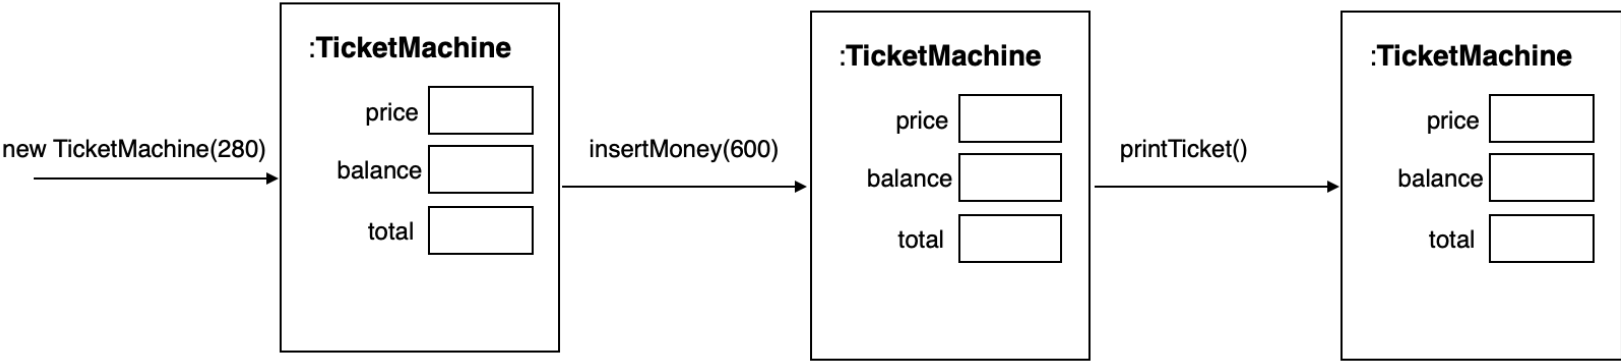 new TicketMachine(280)
:TicketMachine
price
balance
total
insertMoney(600)
:TicketMachine
price
balance
total
printTicket()
:TicketMachine
price
balance
total